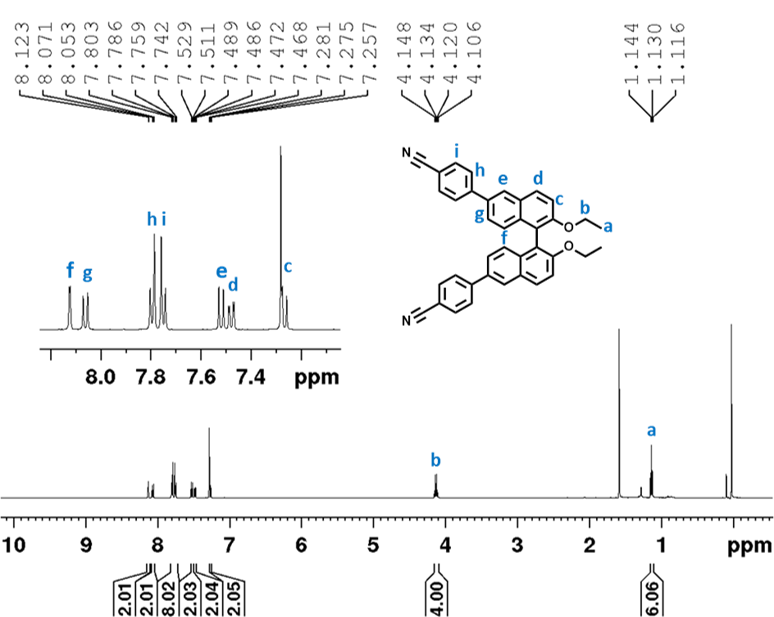 8.123 8.071 8.053 7.803 7.786 7.759 7.742 7.529 7.511 7.489 7.486 7.472 7.468 7.281 7.275 7.257 4.148 4.134 4.120 4.106 1.144 1.130 1.116
N
i
h
e
d
c
b
g
O
a
f
O
N
f g h i e d c
8.0 7.8 7.6 7.4 ppm
b a
10 9 8 7 6 5 4 3 2 1 ppm
2.01 2.01 8.02 2.03 2.04 2.05 4.00 6.06